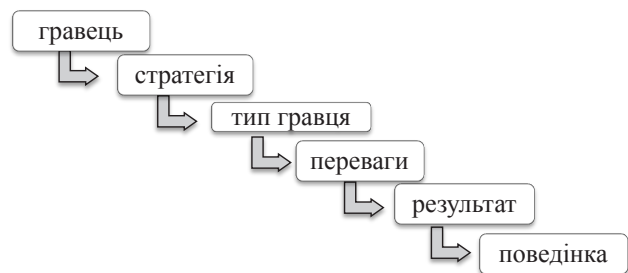 гравець
стратегія
тип гравця
переваги
результат
поведінка